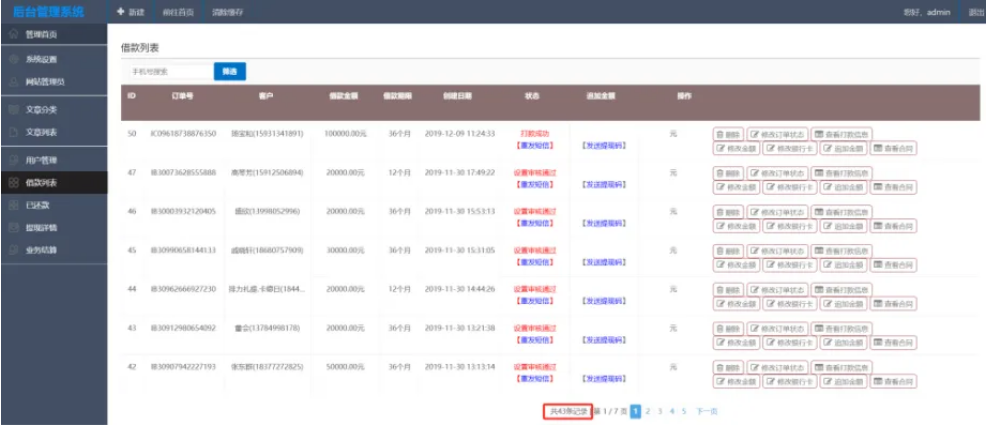 后台管理系统 新建 前往首页 清除缓存 您好，admin 退出
管理首页
系统设置
网站管理员
文章分类
文章列表
用户管理
借款列表
已还款
提现详情
业务结算
借款列表
手机号搜索 筛选
ID 订单号 客户 借款金额 借款期限 创建日期 状态 追加金额 操作
50 JC09618738876350 (15931341891) 100000.00元 36个月 2019-12-09 11:24:33 打款成功 元 删除 修改订单状态 查看打款信息
【重发短信】 【发送提现码】 修改金额 修改银行卡 追加金额 查看合同
47 IB30073628555888 (15912506894) 20000.00元 12个月 2019-11-30 17:49:22 设置审核通过 元 删除 修改订单状态 查看打款信息
【重发短信】 【发送提现码】 修改金额 修改银行卡 追加金额 查看合同
46 IB30003932120405 (13998052996) 20000.00元 36个月 2019-11-30 15:53:13 设置审核通过 元 删除 修改订单状态 查看打款信息
【重发短信】 【发送提现码】 修改金额 修改银行卡 追加金额 查看合同
45 IB30990658144133 (18680757909) 30000.00元 36个月 2019-11-30 15:31:05 设置审核通过 元 删除 修改订单状态 查看打款信息
【重发短信】 【发送提现码】 修改金额 修改银行卡 追加金额 查看合同
44 IB30962666927230 (1844... 20000.00元 12个月 2019-11-30 14:44:26 设置审核通过 元 删除 修改订单状态 查看打款信息
【重发短信】 【发送提现码】 修改金额 修改银行卡 追加金额 查看合同
43 IB30912980654092 (13784998178) 20000.00元 36个月 2019-11-30 13:21:38 设置审核通过 元 删除 修改订单状态 查看打款信息
【重发短信】 【发送提现码】 修改金额 修改银行卡 追加金额 查看合同
42 IB30907942227193 张东群(18377272825) 50000.00元 36个月 2019-11-30 13:13:14 设置审核通过 元 删除 修改订单状态 查看打款信息
【重发短信】 【发送提现码】 修改金额 修改银行卡 追加金额 查看合同
共43条记录 第 1 / 7 页 1 2 3 4 5 下一页